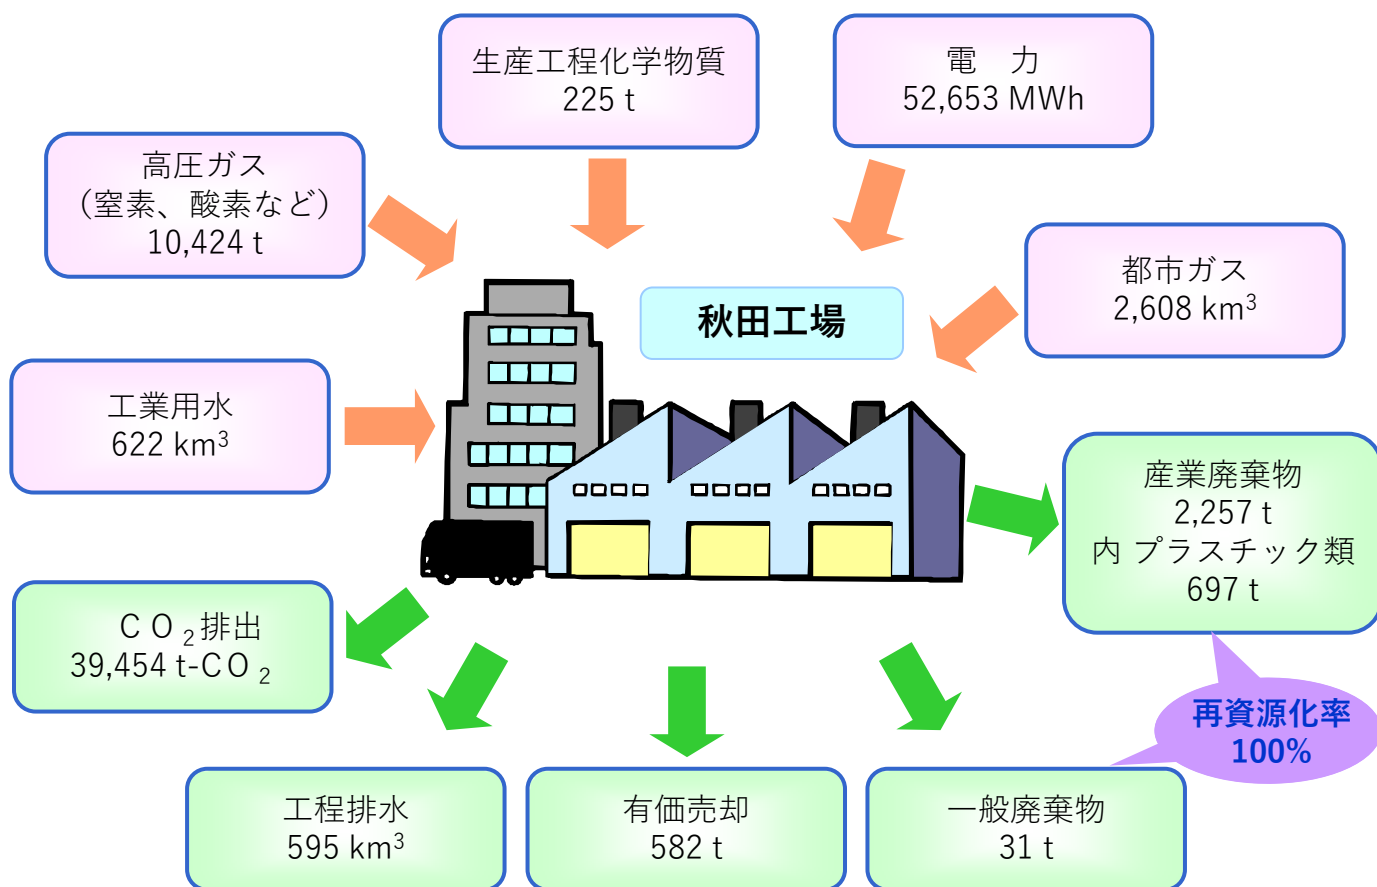 生産工程化学物質
225 t
電　力
52,653 MWh
高圧ガス
（窒素、酸素など）
10,424 t
都市ガス
2,608 km³
秋田工場
工業用水
622 km³
産業廃棄物
2,257 t
内 プラスチック類
697 t
ＣＯ₂排出
39,454 t-CO₂
再資源化率
100%
工程排水
595 km³
有価売却
582 t
一般廃棄物
31 t